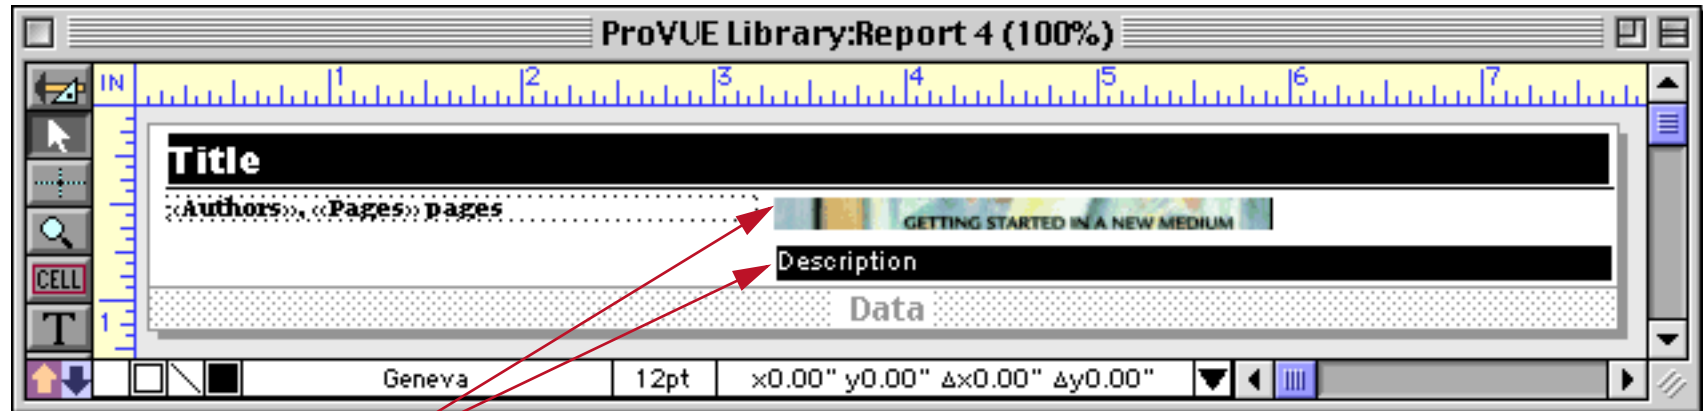 ProVUE Library:Report 4 (100%)
IN 1 2 3 4 5 6 7
Title
«Authors», «Pages» pages
GETTING STARTED IN A NEW MEDIUM
Description
CELL
Data
T 1
Geneva 12pt x0.00" y0.00" Δx0.00" Δy0.00"